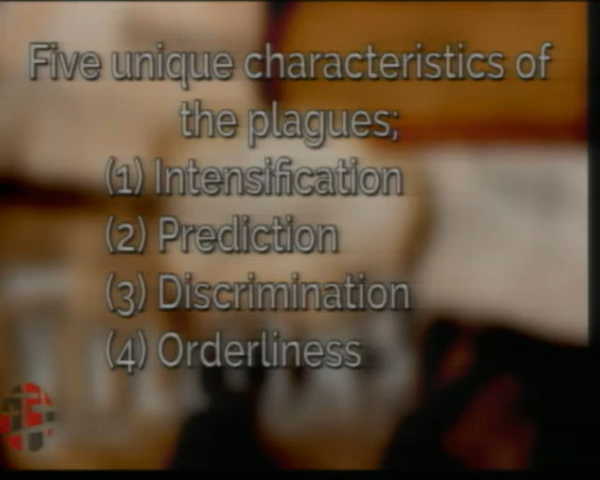 Five unique characteristics of
the plagues;
(1) Intensification
(2) Prediction
(3) Discrimination
(4) Orderliness